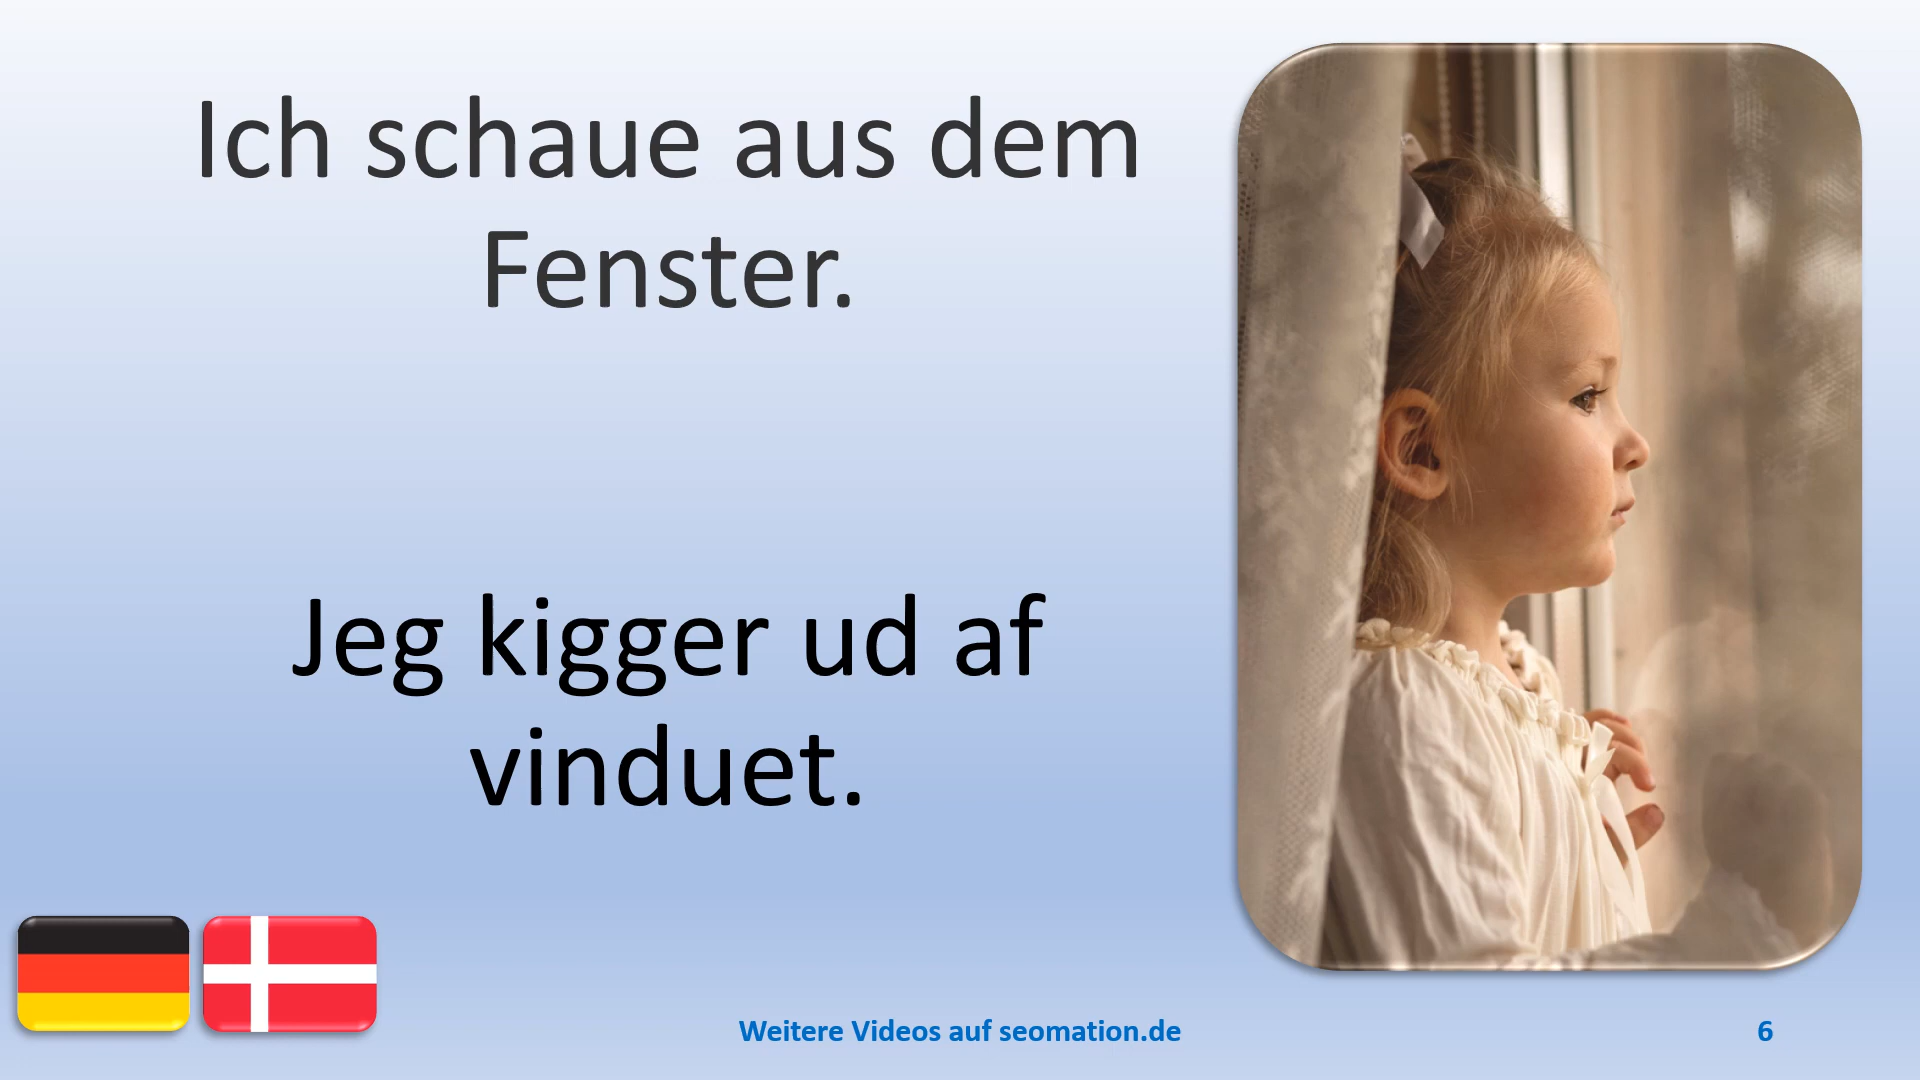 Ich schaue aus dem
Fenster.
Jeg kigger ud af
vinduet.
Weitere Videos auf seomation.de
6